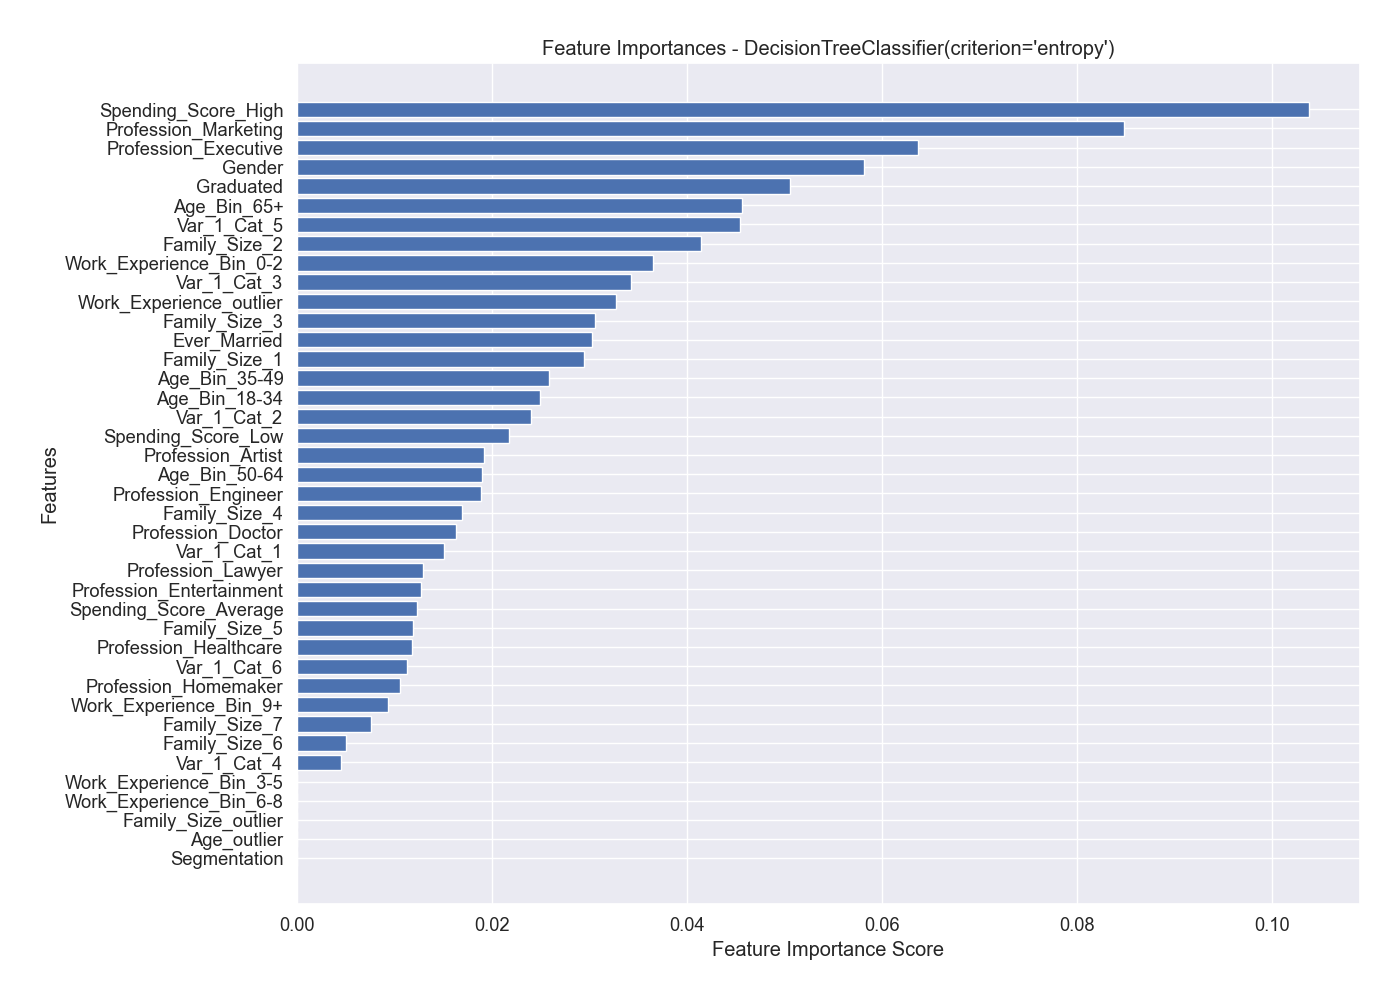 Feature Importances - DecisionTreeClassifier(criterion='entropy')
Spending_Score_High
Profession_Marketing
Profession_Executive
Gender
Graduated
Age_Bin_65+
Var_1_Cat_5
Family_Size_2
Work_Experience_Bin_0-2
Var_1_Cat_3
Work_Experience_outlier
Family_Size_3
Ever_Married
Family_Size_1
Age_Bin_35-49
Age_Bin_18-34
Var_1_Cat_2
Spending_Score_Low
Profession_Artist
Age_Bin_50-64
Profession_Engineer
Family_Size_4
Profession_Doctor
Var_1_Cat_1
Profession_Lawyer
Profession_Entertainment
Spending_Score_Average
Family_Size_5
Profession_Healthcare
Var_1_Cat_6
Profession_Homemaker
Work_Experience_Bin_9+
Family_Size_7
Family_Size_6
Var_1_Cat_4
Work_Experience_Bin_3-5
Work_Experience_Bin_6-8
Family_Size_outlier
Age_outlier
Segmentation
Features
0.00 0.02 0.04 0.06 0.08 0.10
Feature Importance Score